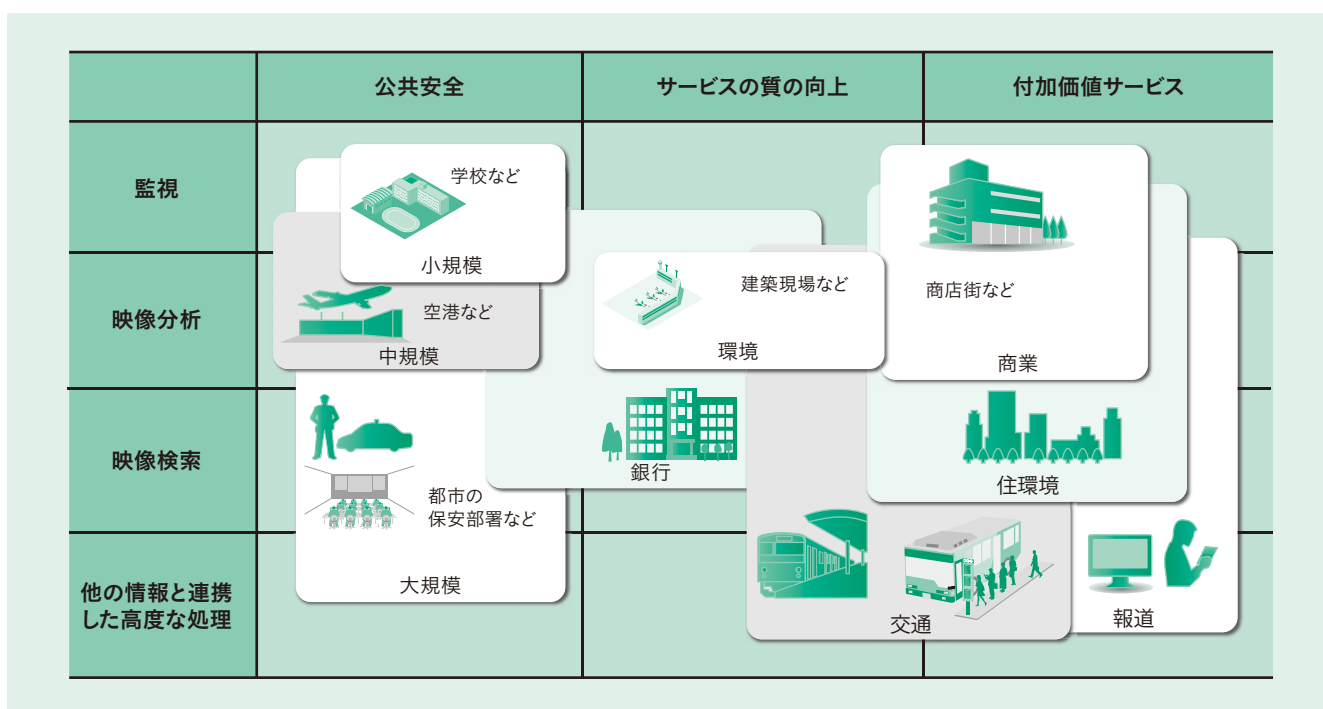 公共安全
サービスの質の向上
付加価値サービス
監視
学校など
小規模
映像分析
空港など
中規模
建築現場など
環境
商店街など
商業
映像検索
都市の
保安部署など
大規模
銀行
住環境
他の情報と連携
した高度な処理
交通
報道